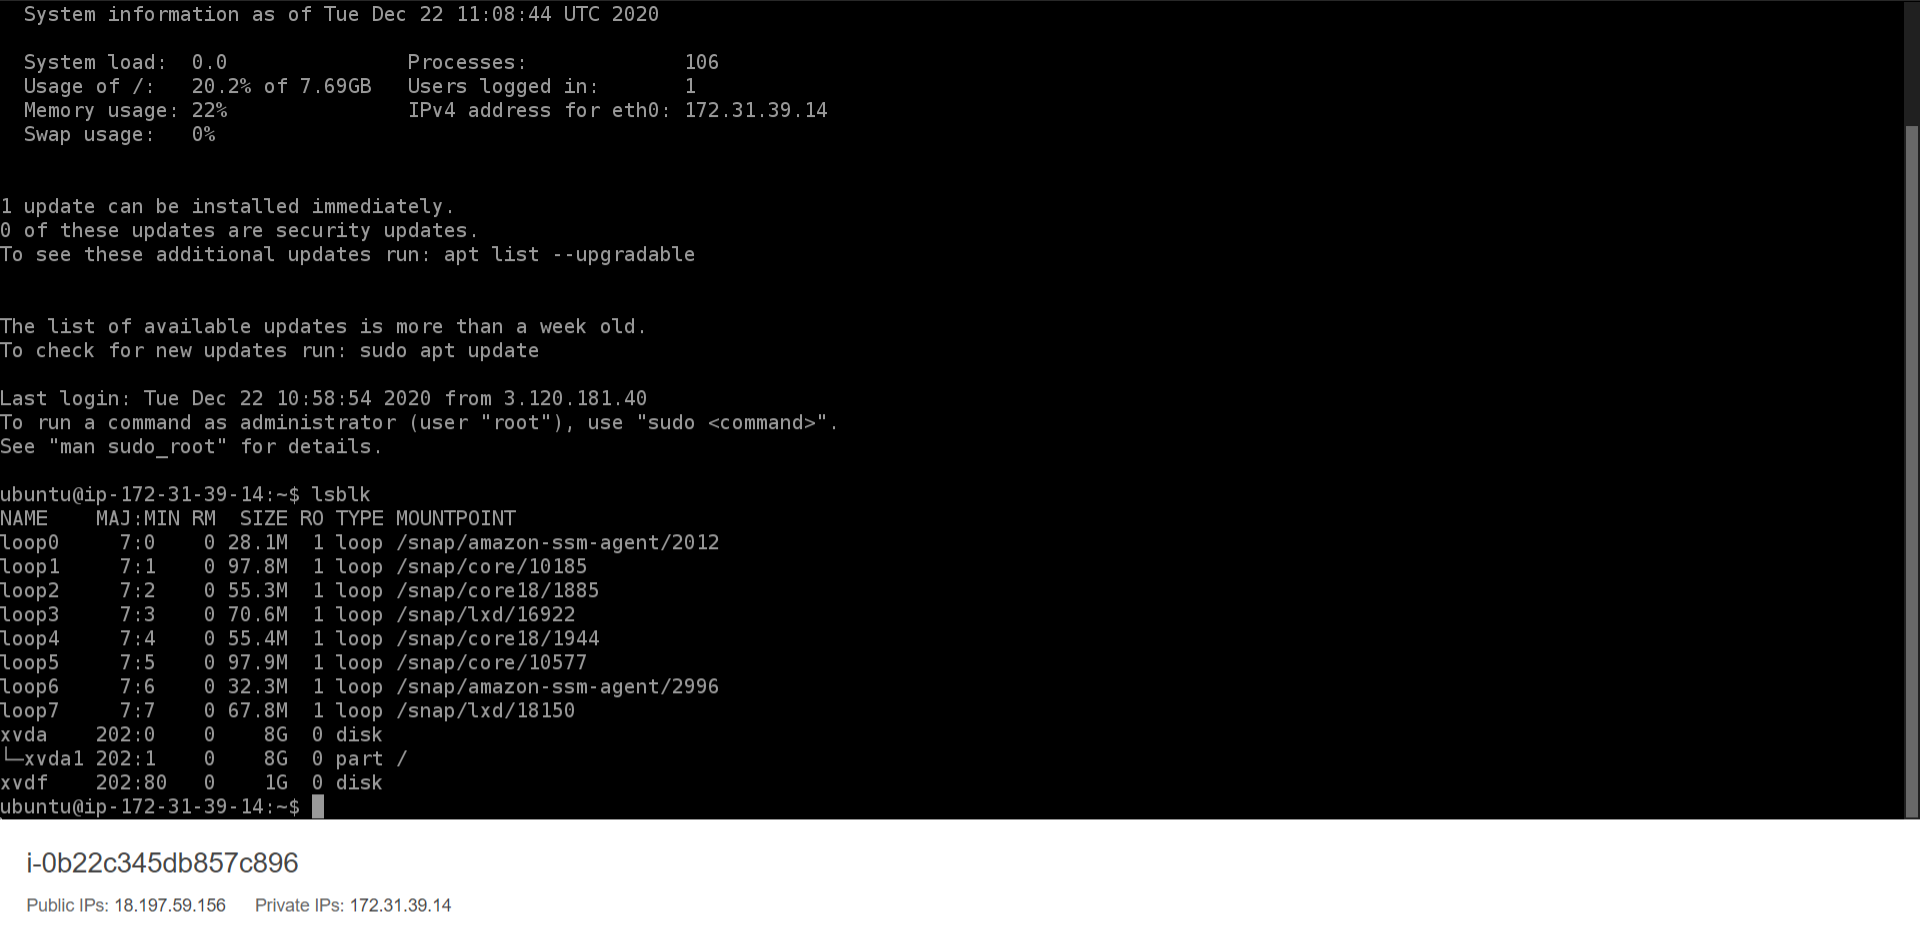 System information as of Tue Dec 22 11:08:44 UTC 2020
System load:  0.0               Processes:             106
Usage of /:   20.2% of 7.69GB   Users logged in:       1
Memory usage: 22%               IPv4 address for eth0: 172.31.39.14
Swap usage:   0%
1 update can be installed immediately.
0 of these updates are security updates.
To see these additional updates run: apt list --upgradable
The list of available updates is more than a week old.
To check for new updates run: sudo apt update
Last login: Tue Dec 22 10:58:54 2020 from 3.120.181.40
To run a command as administrator (user "root"), use "sudo <command>".
See "man sudo_root" for details.
ubuntu@ip-172-31-39-14:~$ lsblk
NAME    MAJ:MIN RM  SIZE RO TYPE MOUNTPOINT
loop0     7:0    0 28.1M  1 loop /snap/amazon-ssm-agent/2012
loop1     7:1    0 97.8M  1 loop /snap/core/10185
loop2     7:2    0 55.3M  1 loop /snap/core18/1885
loop3     7:3    0 70.6M  1 loop /snap/lxd/16922
loop4     7:4    0 55.4M  1 loop /snap/core18/1944
loop5     7:5    0 97.9M  1 loop /snap/core/10577
loop6     7:6    0 32.3M  1 loop /snap/amazon-ssm-agent/2996
loop7     7:7    0 67.8M  1 loop /snap/lxd/18150
xvda    202:0    0    8G  0 disk
└─xvda1 202:1    0    8G  0 part /
xvdf    202:80   0    1G  0 disk
ubuntu@ip-172-31-39-14:~$
i-0b22c345db857c896
Public IPs: 18.197.59.156    Private IPs: 172.31.39.14